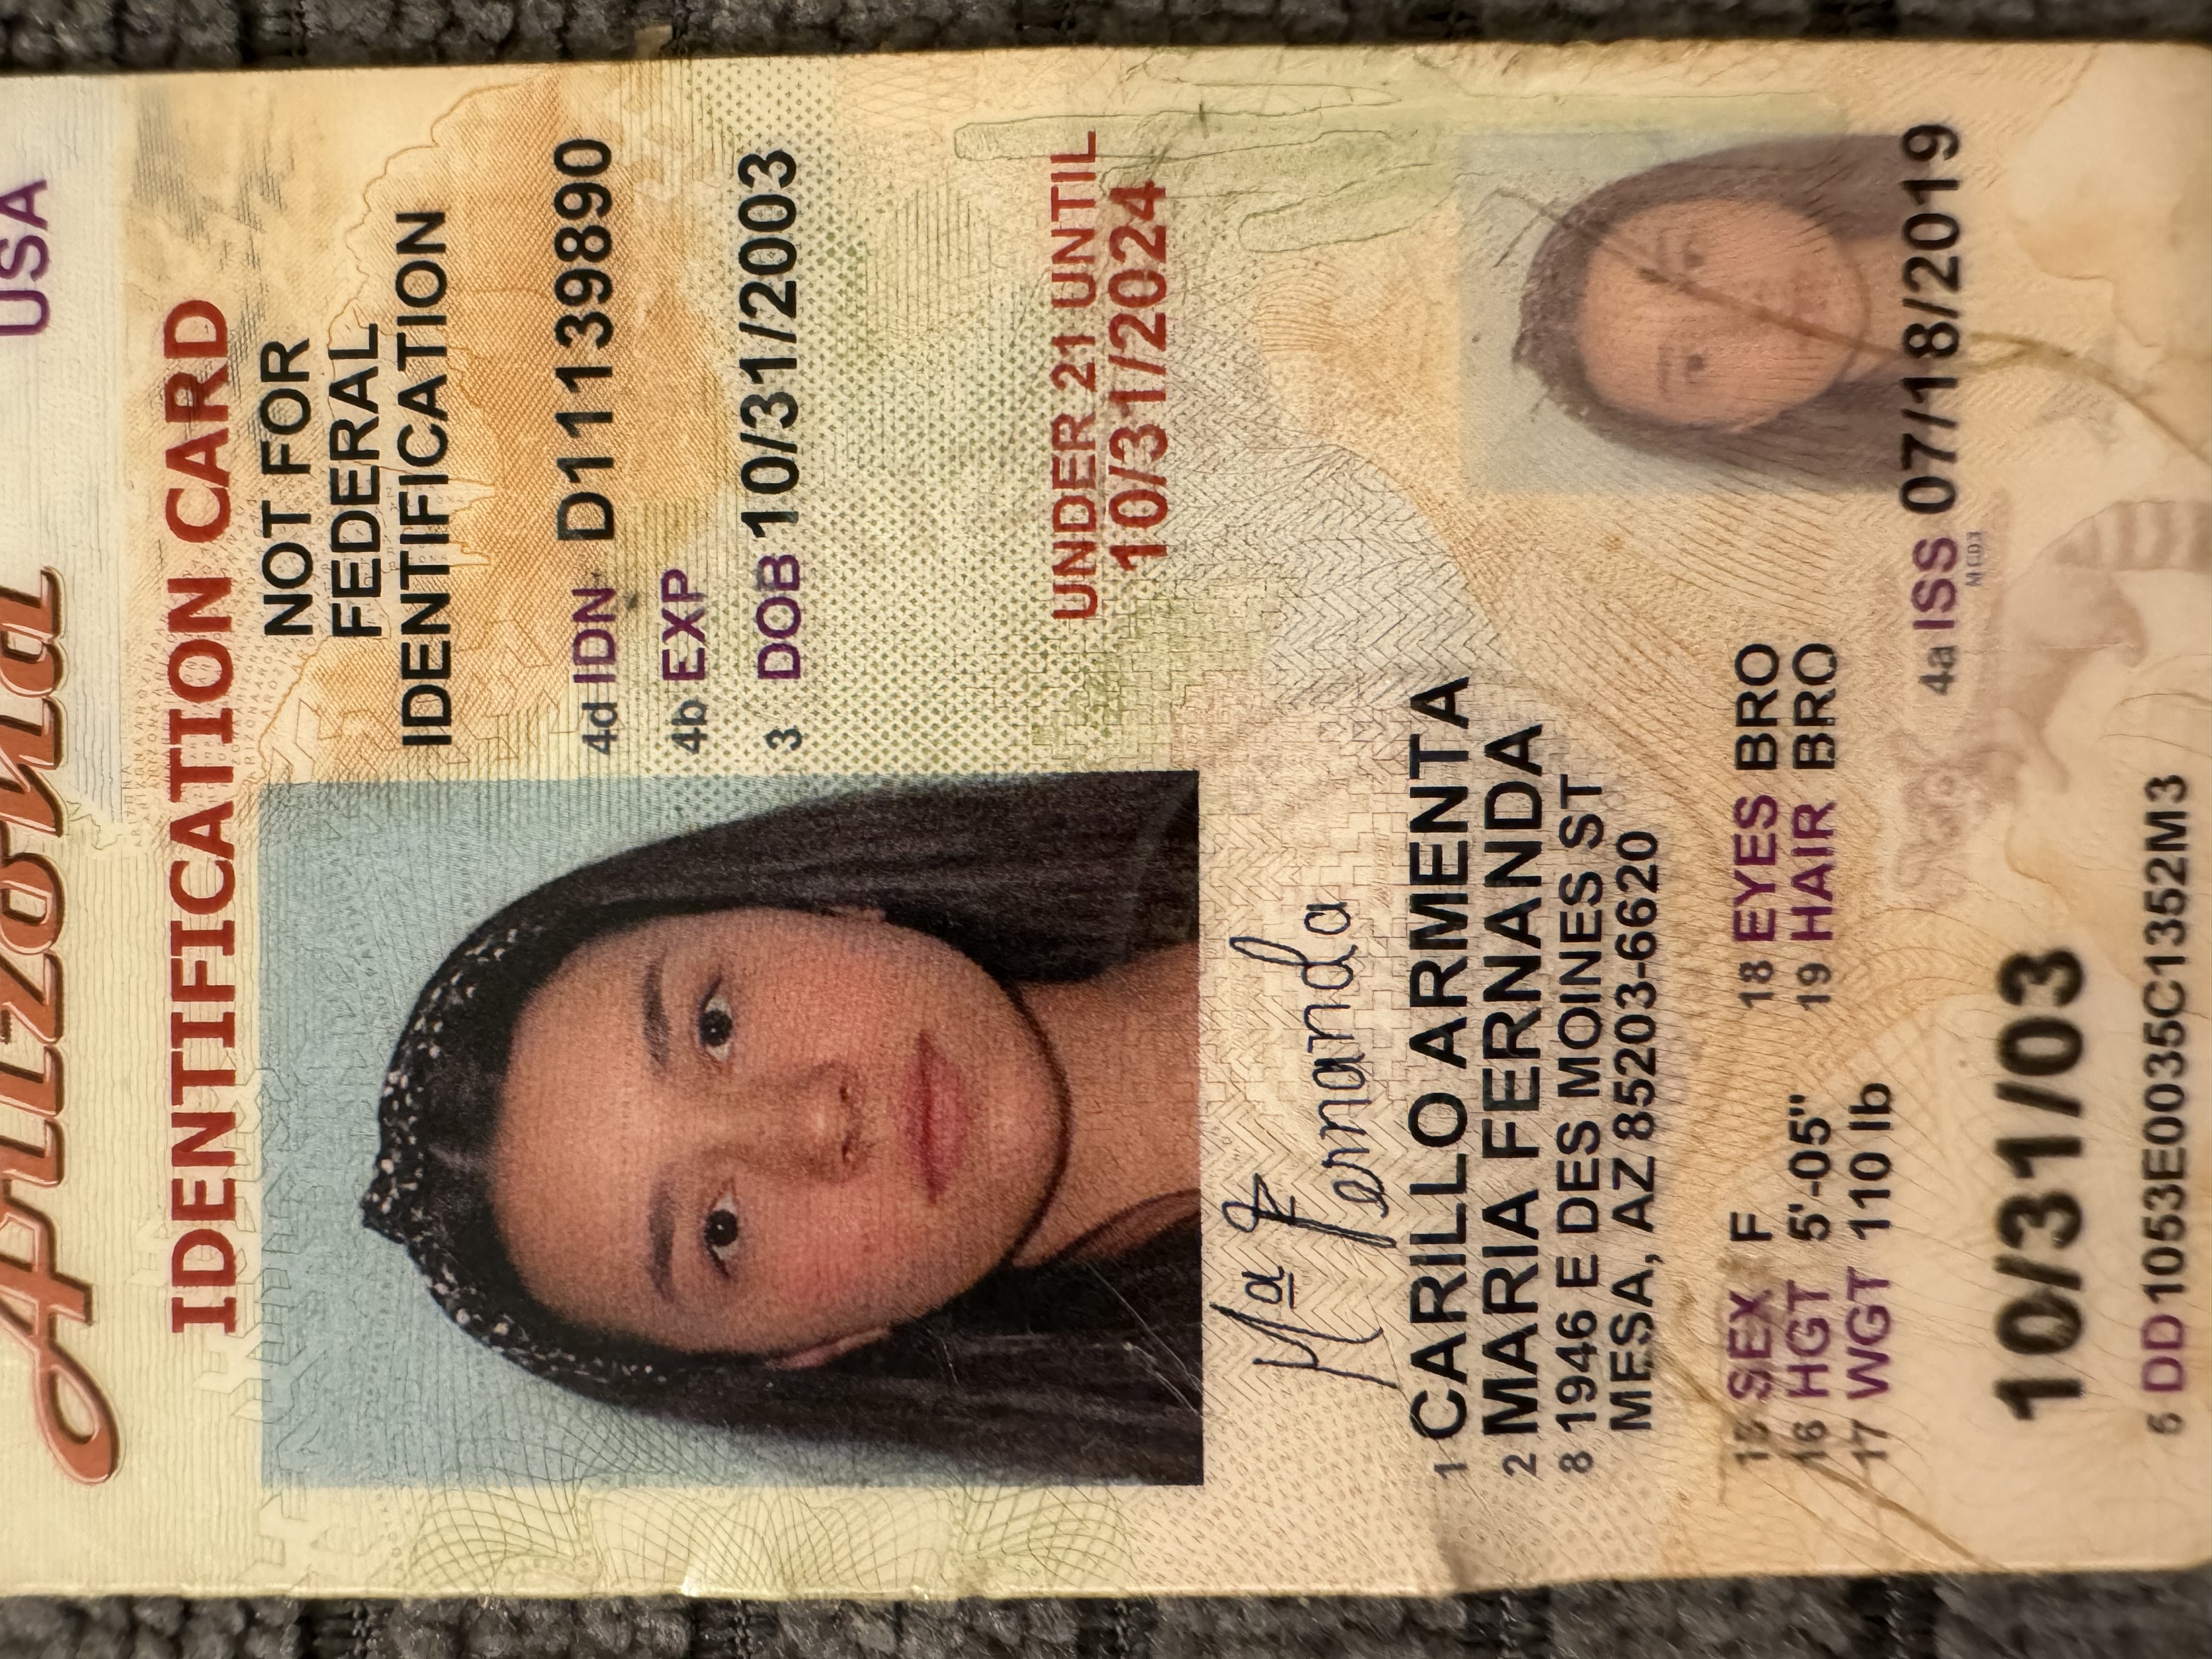 Arizona USA
IDENTIFICATION CARD
NOT FOR
FEDERAL
IDENTIFICATION
4d IDN D11139890
4b EXP
3 DOB 10/31/2003
UNDER 21 UNTIL
10/31/2024
Mª Fernanda
1 CARILLO ARMENTA
2 MARIA FERNANDA
8 1946 E DES MOINES ST
MESA, AZ 85203-6620
15 SEX F 18 EYES BRO
16 HGT 5'-05" 19 HAIR BRO
17 WGT 110 lb
4a ISS 07/18/2019
10/31/03
5 DD 1053E0035C1352M3